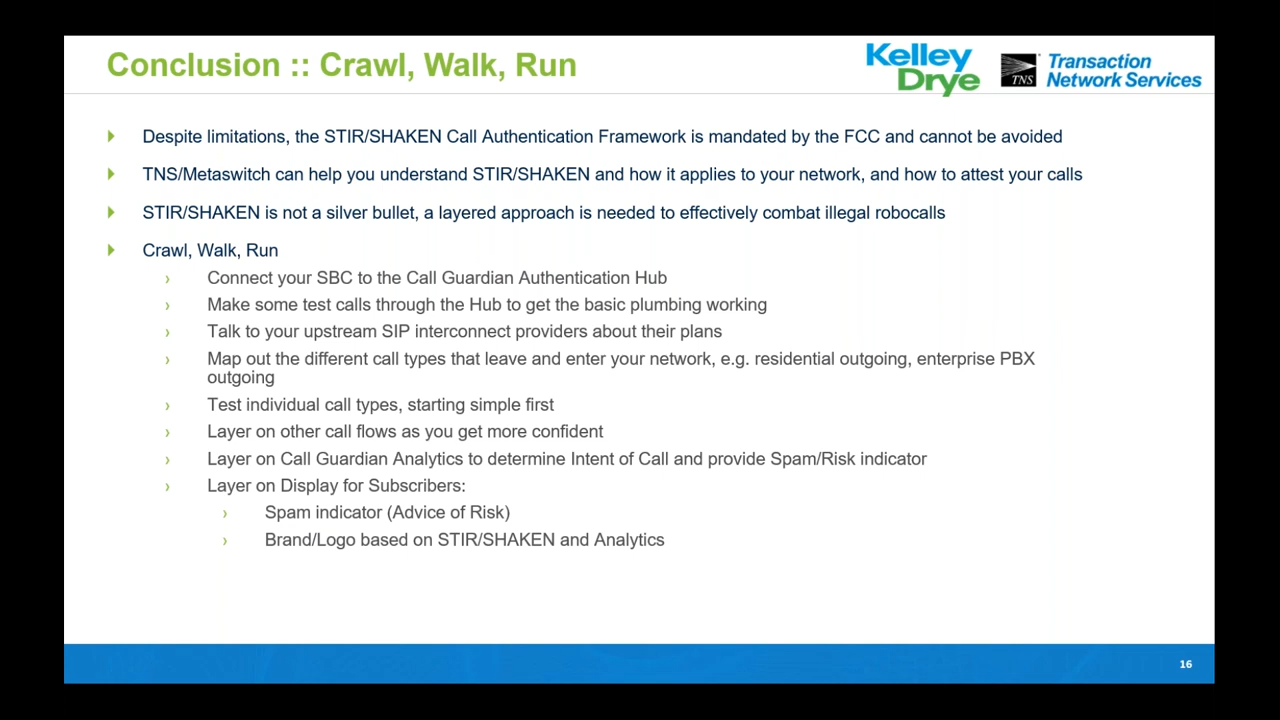 Conclusion :: Crawl, Walk, Run
Kelley
Drye
TNS
Transaction
Network Services
Despite limitations, the STIR/SHAKEN Call Authentication Framework is mandated by the FCC and cannot be avoided
TNS/Metaswitch can help you understand STIR/SHAKEN and how it applies to your network, and how to attest your calls
STIR/SHAKEN is not a silver bullet, a layered approach is needed to effectively combat illegal robocalls
Crawl, Walk, Run
Connect your SBC to the Call Guardian Authentication Hub
Make some test calls through the Hub to get the basic plumbing working
Talk to your upstream SIP interconnect providers about their plans
Map out the different call types that leave and enter your network, e.g. residential outgoing, enterprise PBX
outgoing
Test individual call types, starting simple first
Layer on other call flows as you get more confident
Layer on Call Guardian Analytics to determine Intent of Call and provide Spam/Risk indicator
Layer on Display for Subscribers:
Spam indicator (Advice of Risk)
Brand/Logo based on STIR/SHAKEN and Analytics
16